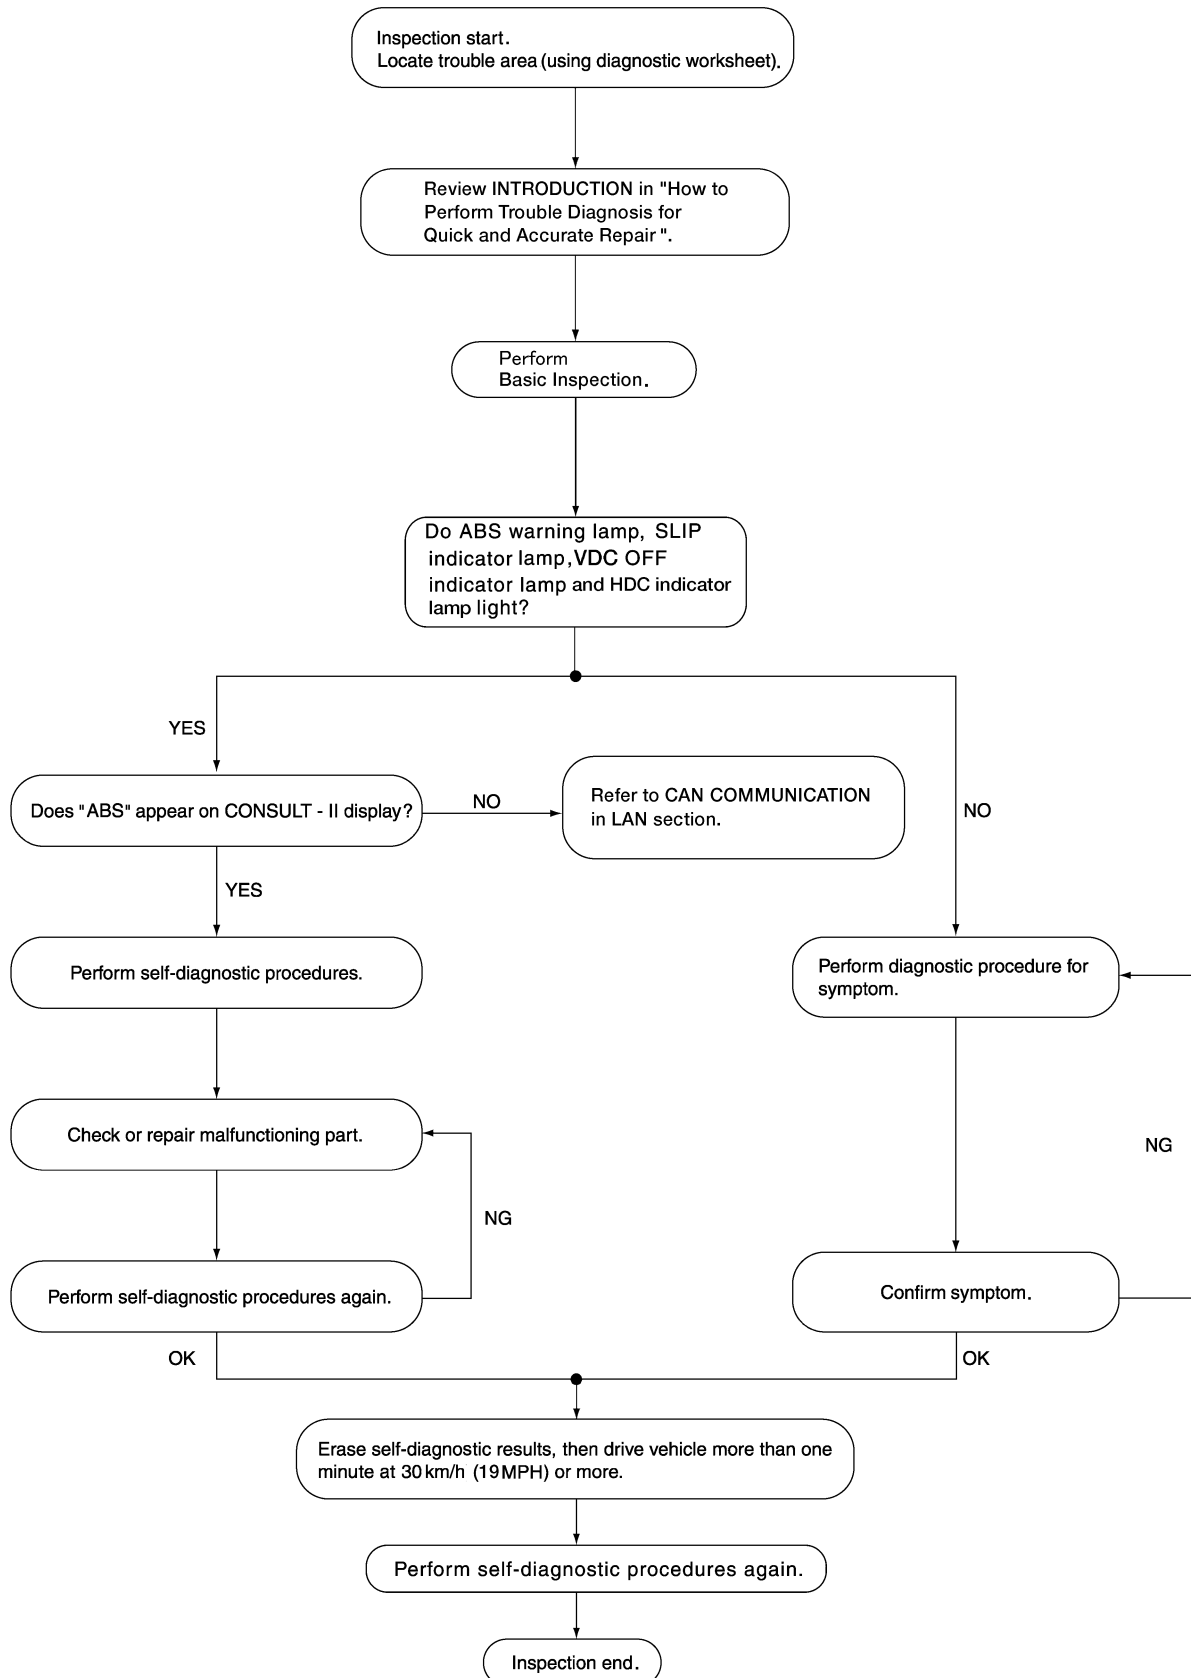 Inspection start.
Locate trouble area (using diagnostic worksheet).
Review INTRODUCTION in "How to
Perform Trouble Diagnosis for
Quick and Accurate Repair ".
Perform
Basic Inspection.
Do ABS warning lamp, SLIP
indicator lamp, VDC OFF
indicator lamp and HDC indicator
lamp light?
YES
Does "ABS" appear on CONSULT - II display?
NO
Refer to CAN COMMUNICATION
in LAN section.
NO
YES
Perform self-diagnostic procedures.
Perform diagnostic procedure for
symptom.
Check or repair malfunctioning part.
NG
NG
Perform self-diagnostic procedures again.
Confirm symptom.
OK
OK
Erase self-diagnostic results, then drive vehicle more than one
minute at 30 km/h (19 MPH) or more.
Perform self-diagnostic procedures again.
Inspection end.